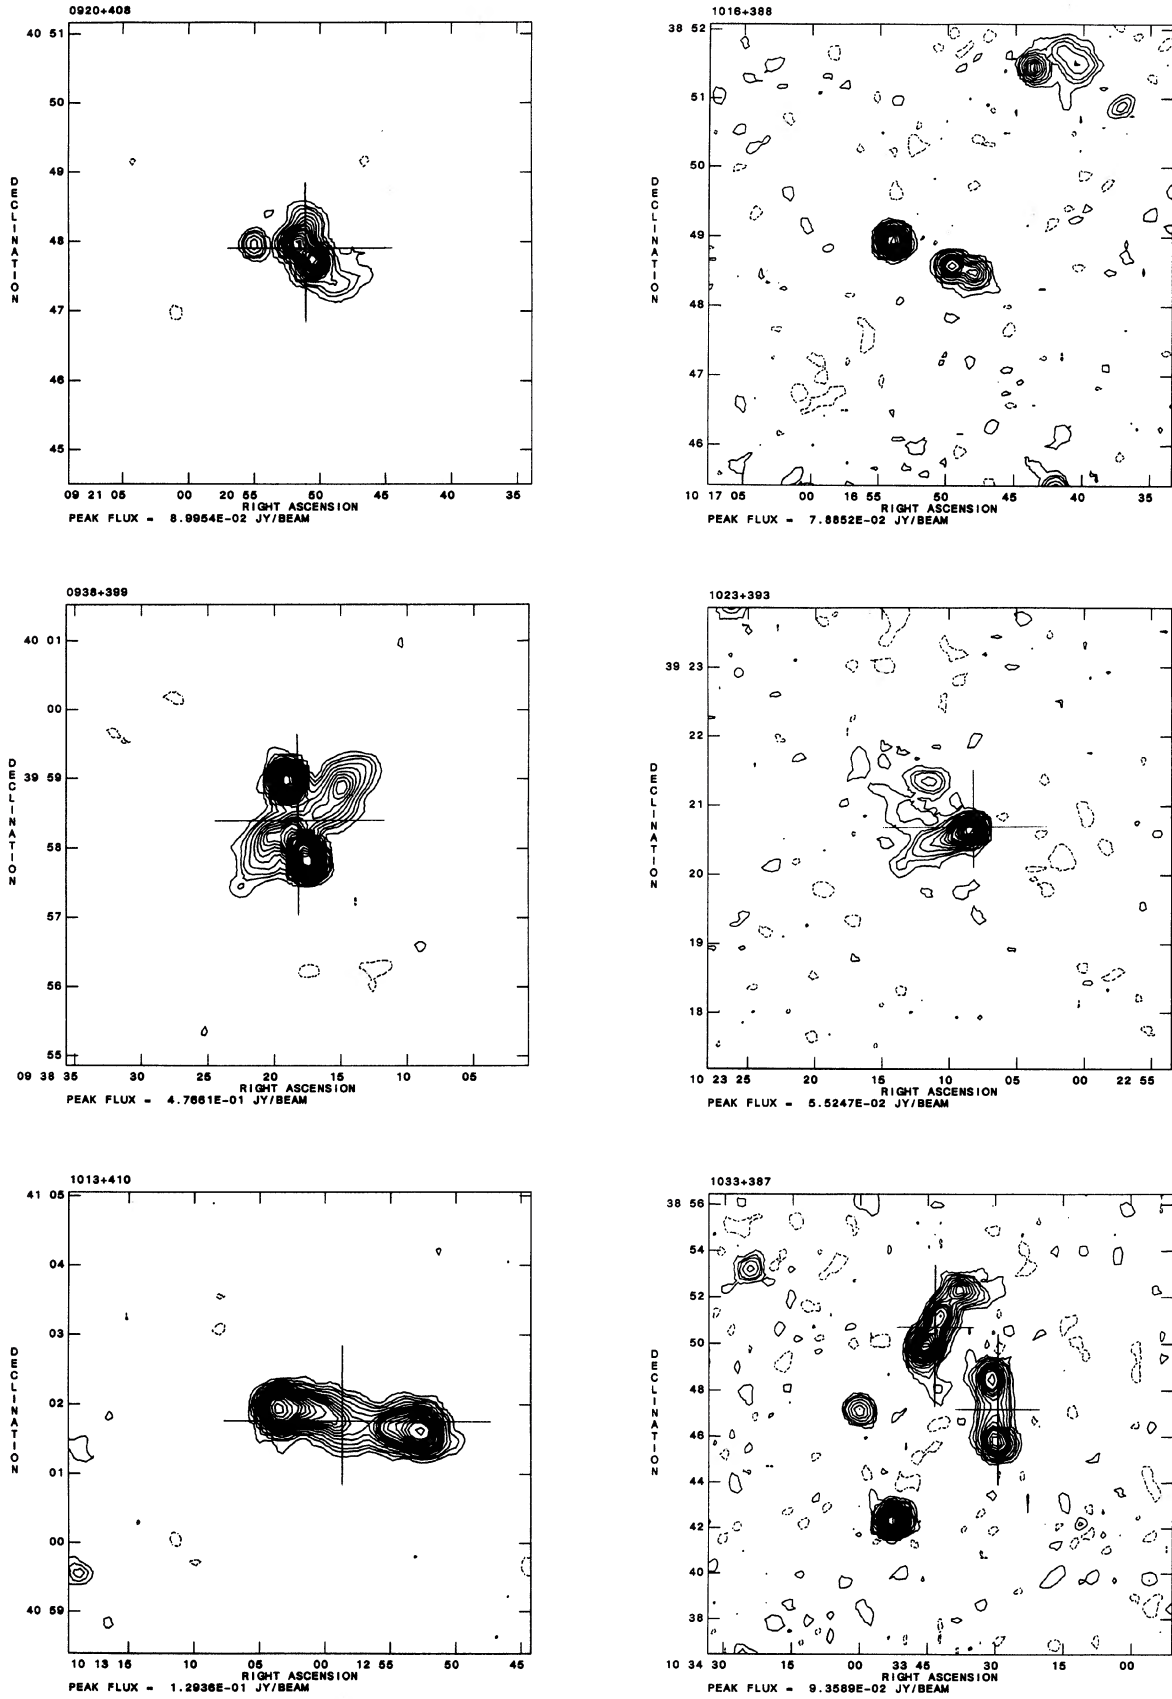 0920+408
40 51
50
49
48
47
46
45
DECLINATION
09 21 05 00 20 55 50 45 40 35
RIGHT ASCENSION
PEAK FLUX = 8.9954E-02 JY/BEAM
1016+388
38 52
51
50
49
48
47
46
DECLINATION
10 17 05 00 16 55 50 45 40 35
RIGHT ASCENSION
PEAK FLUX = 7.8852E-02 JY/BEAM
0938+399
40 01
00
39 59
58
57
56
55
DECLINATION
09 38 35 30 25 20 15 10 05
RIGHT ASCENSION
PEAK FLUX = 4.7661E-01 JY/BEAM
1023+393
39 23
22
21
20
19
18
DECLINATION
10 23 25 20 15 10 05 00 22 55
RIGHT ASCENSION
PEAK FLUX = 5.5247E-02 JY/BEAM
1013+410
41 05
04
03
02
01
00
40 59
DECLINATION
10 13 15 10 05 00 12 55 50 45
RIGHT ASCENSION
PEAK FLUX = 1.2936E-01 JY/BEAM
1033+387
38 56
54
52
50
48
46
44
42
40
38
DECLINATION
10 34 30 15 00 33 45 30 15 00
RIGHT ASCENSION
PEAK FLUX = 9.3589E-02 JY/BEAM